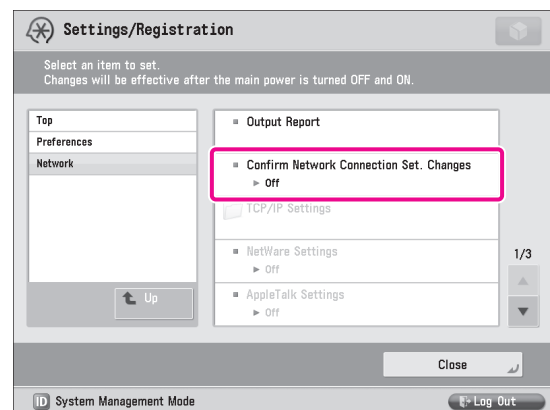 Settings/Registration
Select an item to set.
Changes will be effective after the main power is turned OFF and ON.
Top
Preferences
Network
Up
Output Report
Confirm Network Connection Set. Changes
► Off
TCP/IP Settings
NetWare Settings
► Off
AppleTalk Settings
► Off
1/3
Close
ID System Management Mode
Log Out